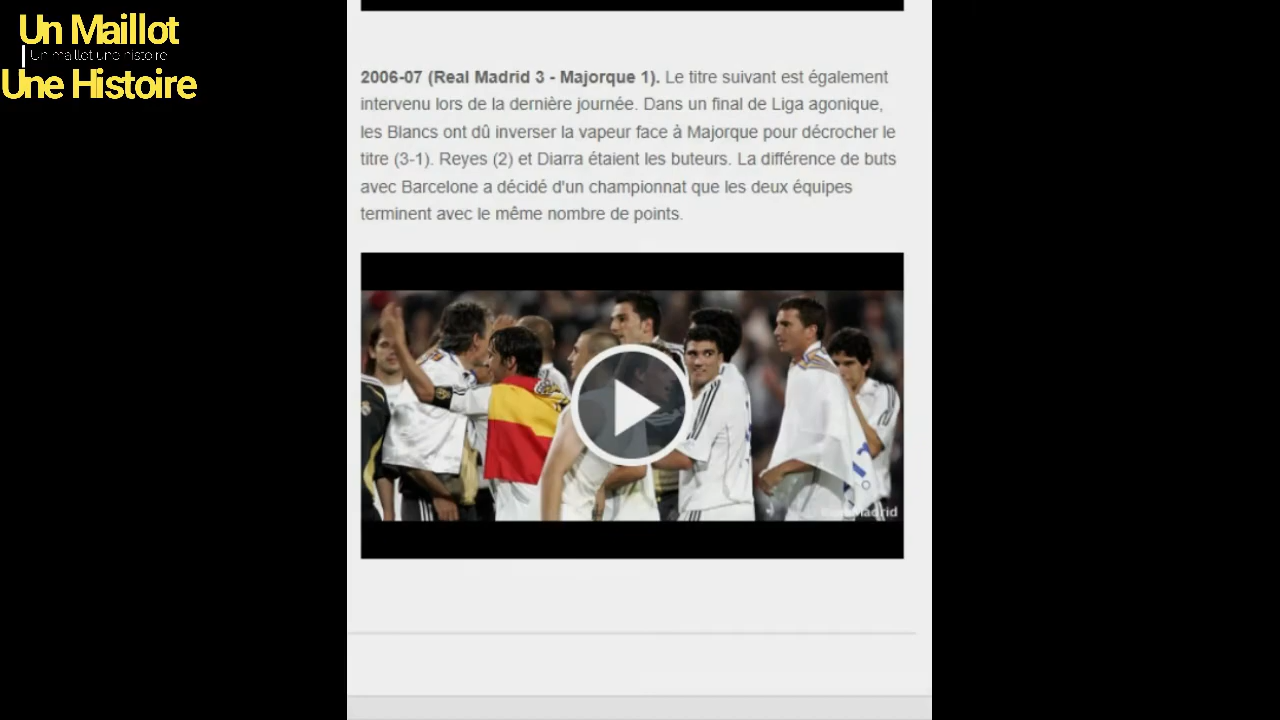 Un Maillot
Un maillot une histoire
Une Histoire
2006-07 (Real Madrid 3 - Majorque 1). Le titre suivant est également
intervenu lors de la dernière journée. Dans un final de Liga agonique,
les Blancs ont dû inverser la vapeur face à Majorque pour décrocher le
titre (3-1). Reyes (2) et Diarra étaient les buteurs. La différence de buts
avec Barcelone a décidé d'un championnat que les deux équipes
terminent avec le même nombre de points.